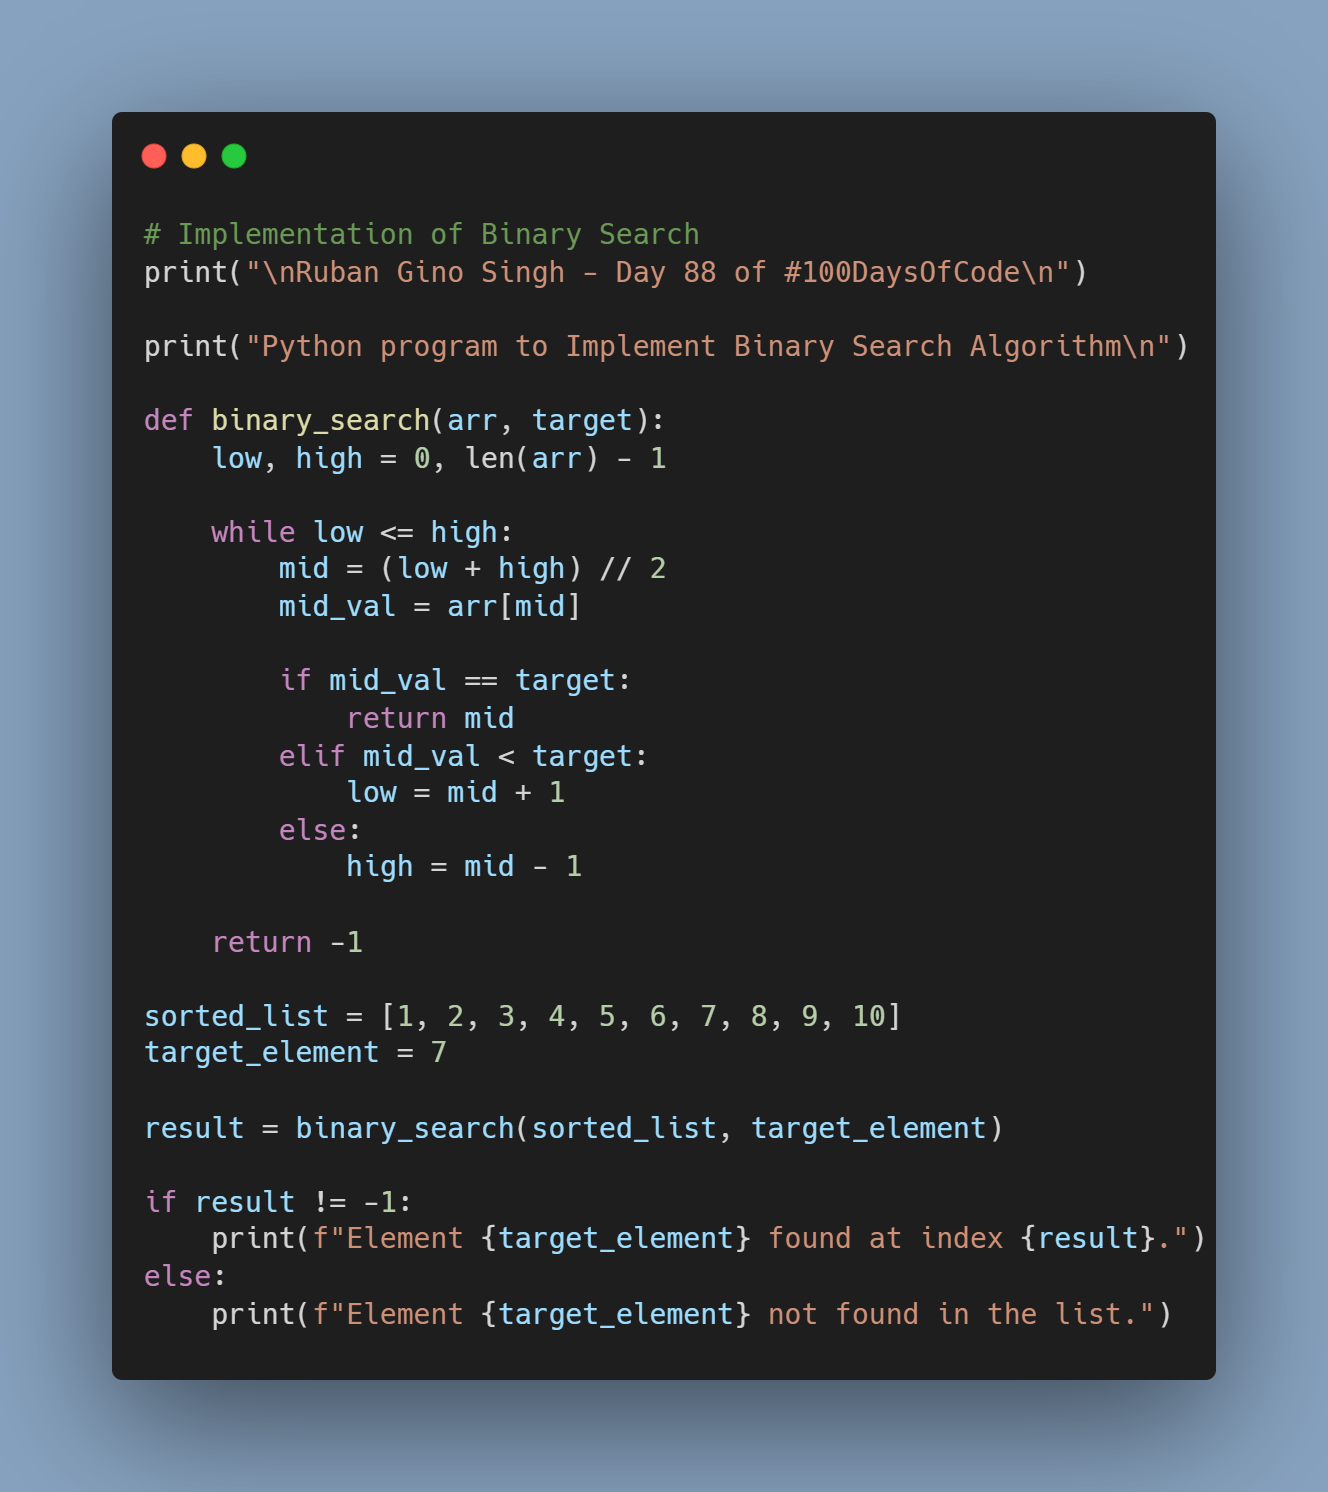 # Implementation of Binary Search
print("\nRuban Gino Singh - Day 88 of #100DaysOfCode\n")

print("Python program to Implement Binary Search Algorithm\n")

def binary_search(arr, target):
    low, high = 0, len(arr) - 1

    while low <= high:
        mid = (low + high) // 2
        mid_val = arr[mid]

        if mid_val == target:
            return mid
        elif mid_val < target:
            low = mid + 1
        else:
            high = mid - 1

    return -1

sorted_list = [1, 2, 3, 4, 5, 6, 7, 8, 9, 10]
target_element = 7

result = binary_search(sorted_list, target_element)

if result != -1:
    print(f"Element {target_element} found at index {result}.")
else:
    print(f"Element {target_element} not found in the list.")